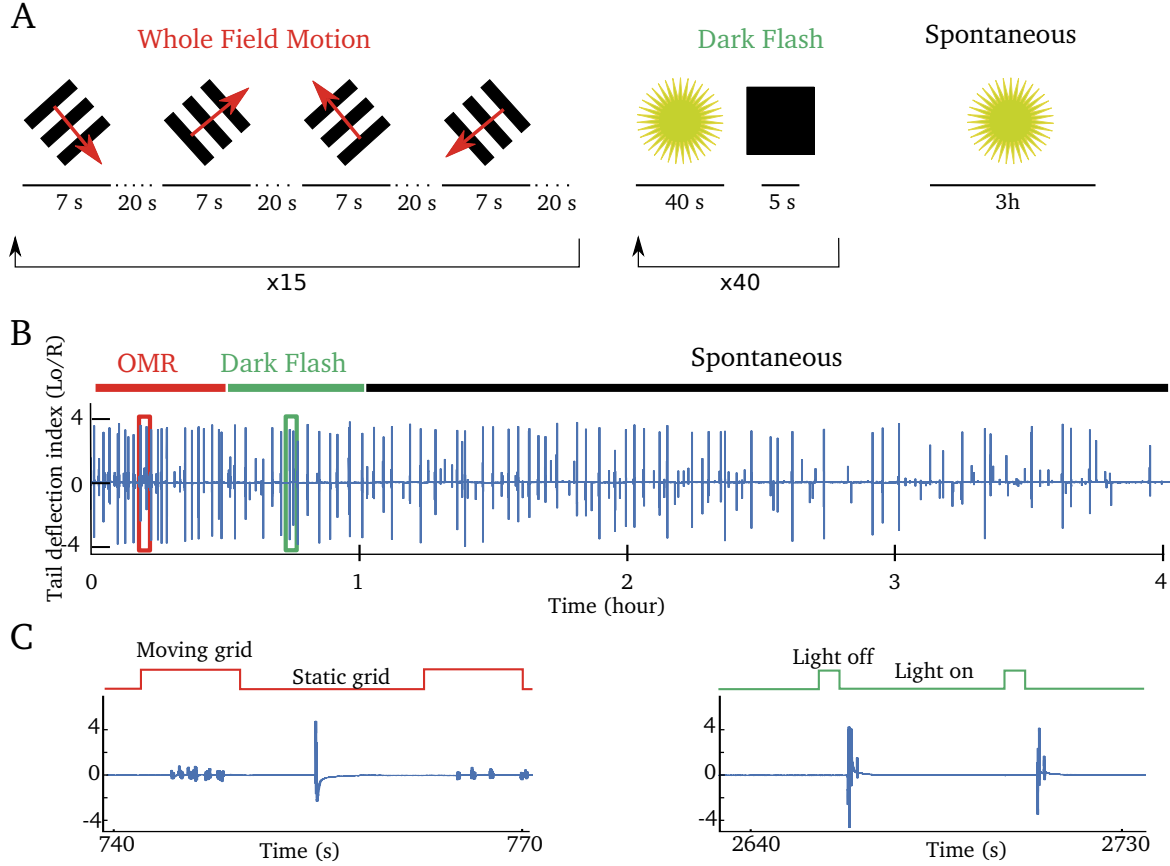 A
Whole Field Motion
Dark Flash
Spontaneous
7 s
20 s
7 s
20 s
7 s
20 s
7 s
20 s
40 s
5 s
3h
x15
x40
B
OMR
Dark Flash
Spontaneous
Tail deflection index (Lo/R)
4
0
-4
0
1
2
3
4
Time (hour)
C
Moving grid
Static grid
4
0
-4
740
770
Time (s)
Light off
Light on
4
0
-4
2640
2730
Time (s)